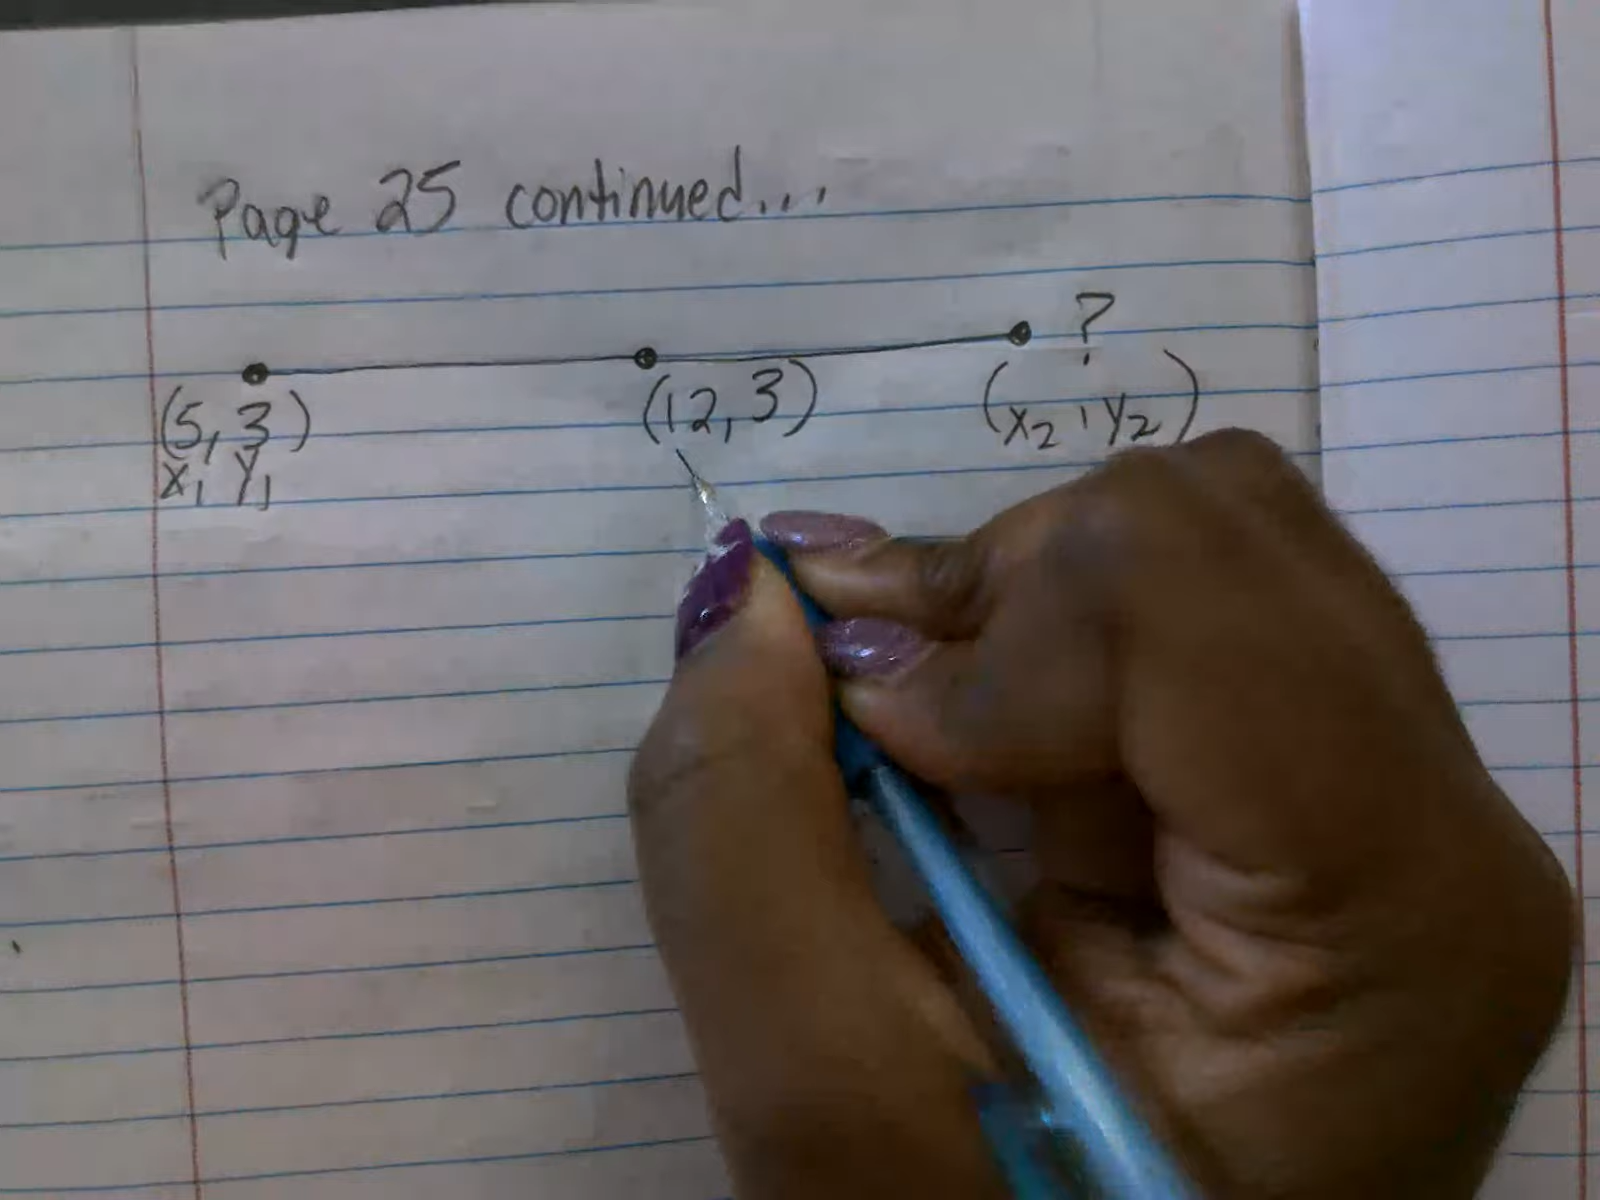 Page 25 continued...
?
(5, 3) (12, 3) (x2, y2)
x1 y1